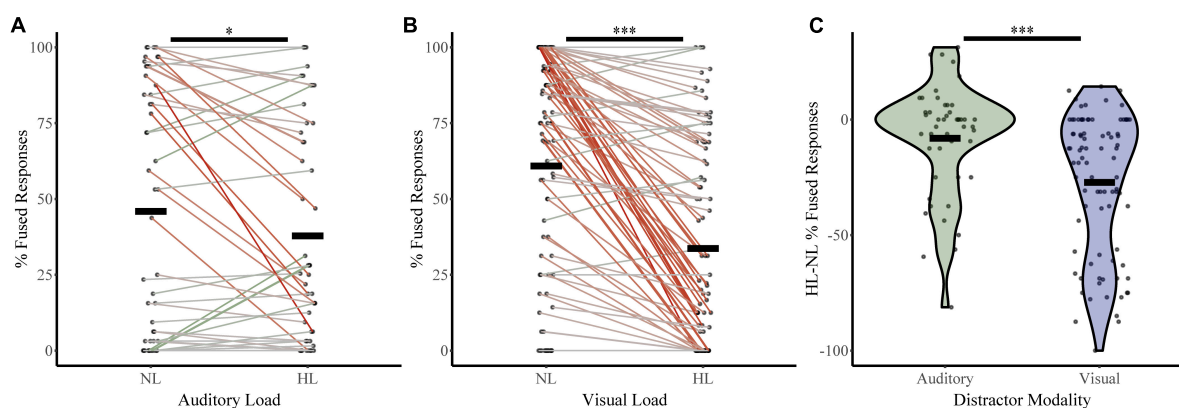 A
*
% Fused Responses
100
75
50
25
0
NL
HL
Auditory Load
B
***
% Fused Responses
100
75
50
25
0
NL
HL
Visual Load
C
***
HL-NL % Fused Responses
0
-50
-100
Auditory
Visual
Distractor Modality